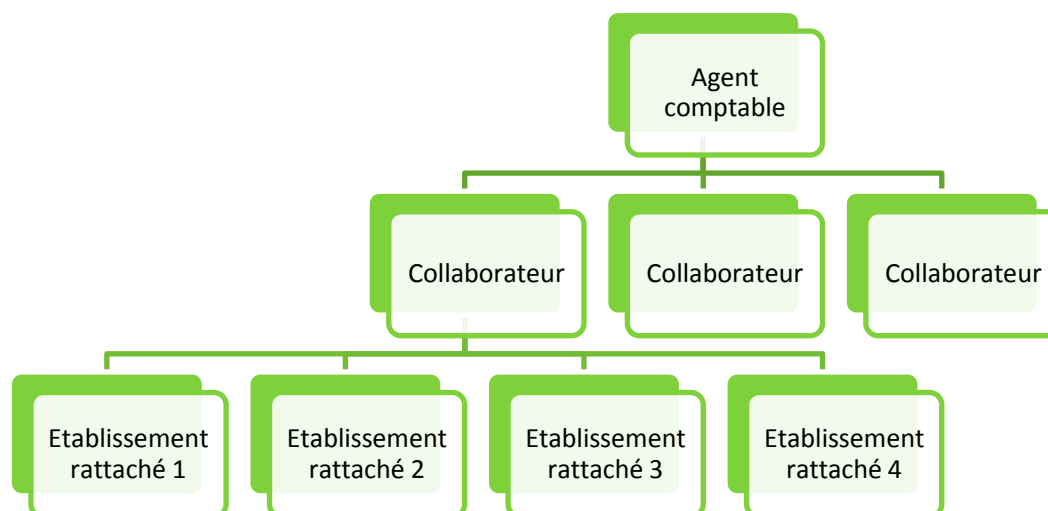 Agent
comptable
Collaborateur
Collaborateur
Collaborateur
Etablissement
rattaché 1
Etablissement
rattaché 2
Etablissement
rattaché 3
Etablissement
rattaché 4